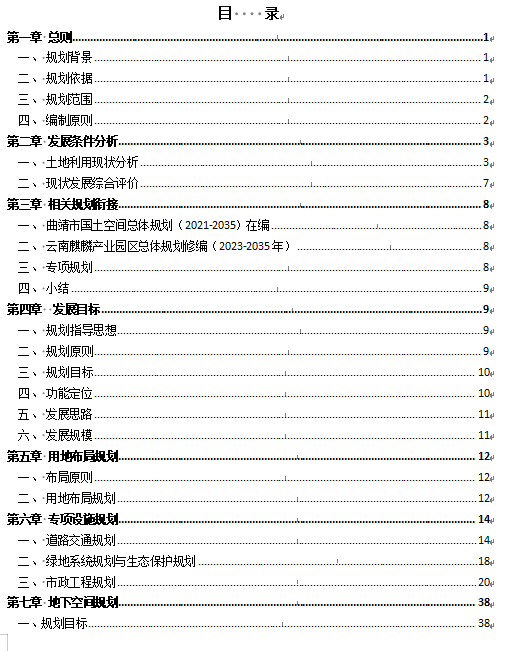 目 录
第一章 总则 1
一、规划背景 1
二、规划依据 1
三、规划范围 2
四、编制原则 2
第二章 发展条件分析 3
一、土地利用现状分析 3
二、现状发展综合评价 7
第三章 相关规划衔接 8
一、曲靖市国土空间总体规划（2021-2035）在编 8
二、云南麒麟产业园区总体规划修编（2023-2035年） 8
三、专项规划 8
四、小结 9
第四章 发展目标 9
一、规划指导思想 9
二、规划原则 9
三、规划目标 10
四、功能定位 10
五、发展思路 11
六、发展规模 11
第五章 用地布局规划 12
一、布局原则 12
二、用地布局规划 12
第六章 专项设施规划 14
一、道路交通规划 14
二、绿地系统规划与生态保护规划 18
三、市政工程规划 20
第七章 地下空间规划 38
一、规划目标 38